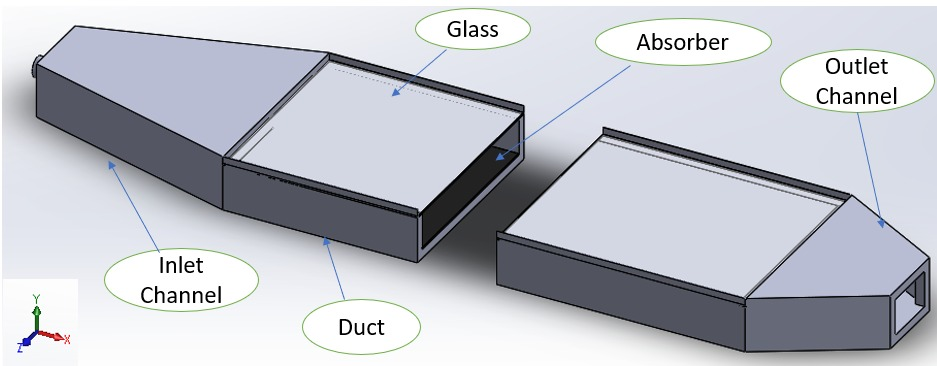 Glass
Absorber
Outlet
Channel
Inlet
Channel
Duct
Y
X
Z